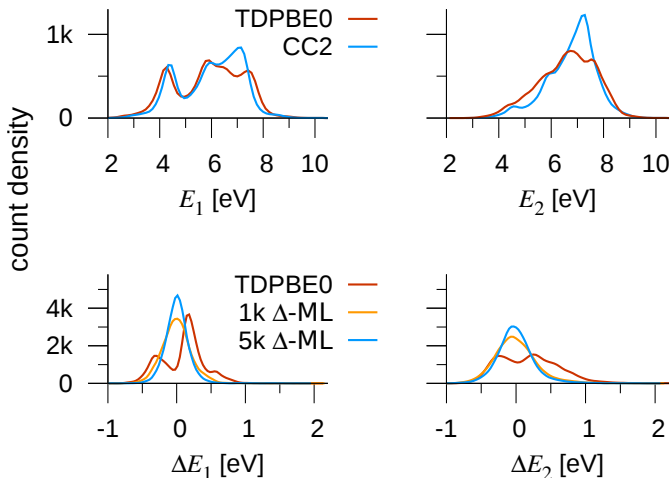 TDPBE0
CC2
1k
0
2 4 6 8 10
E1 [eV]
2 4 6 8 10
E2 [eV]
count density
TDPBE0
1k Δ-ML
5k Δ-ML
4k
2k
0
-1 0 1 2
ΔE1 [eV]
-1 0 1 2
ΔE2 [eV]